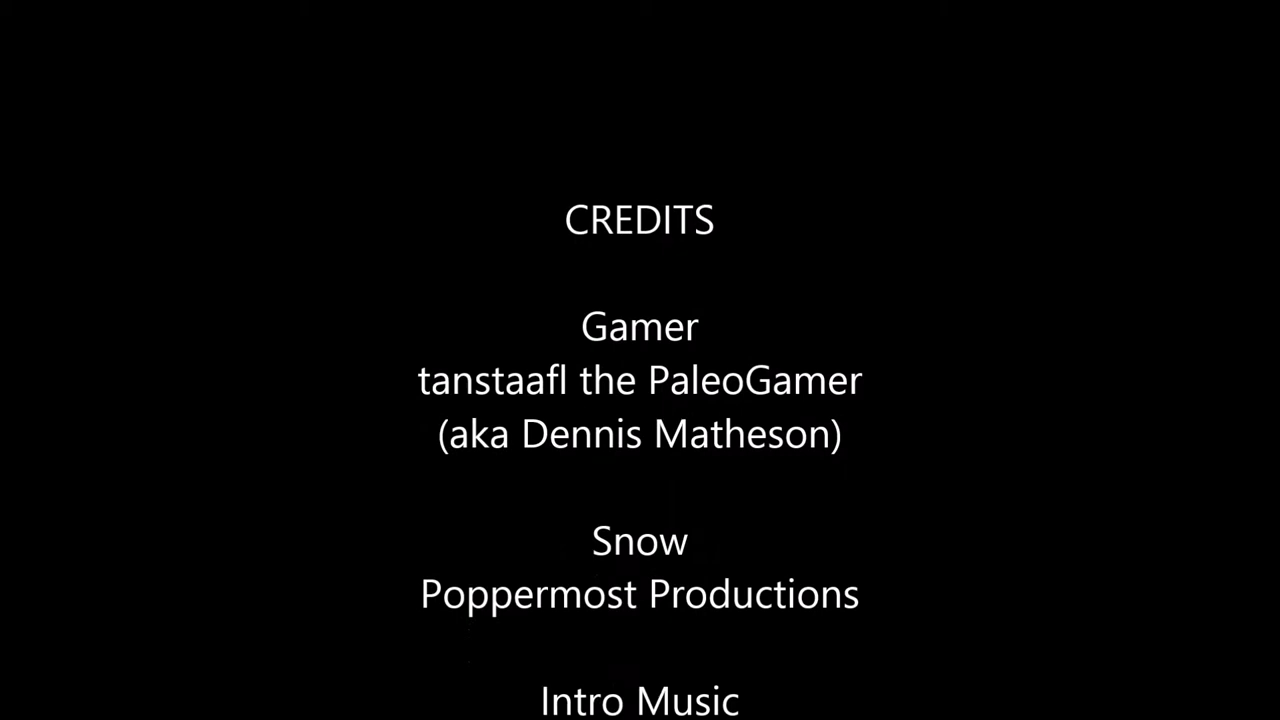 CREDITS
Gamer
tanstaafl the PaleoGamer
(aka Dennis Matheson)
Snow
Poppermost Productions
Intro Music